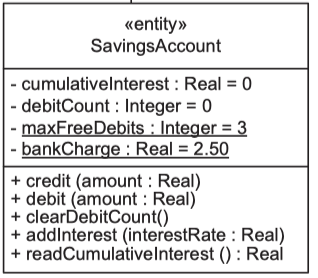 «entity»
SavingsAccount
- cumulativeInterest : Real = 0
- debitCount : Integer = 0
- maxFreeDebits : Integer = 3
- bankCharge : Real = 2.50
+ credit (amount : Real)
+ debit (amount : Real)
+ clearDebitCount()
+ addInterest (interestRate : Real)
+ readCumulativeInterest () : Real